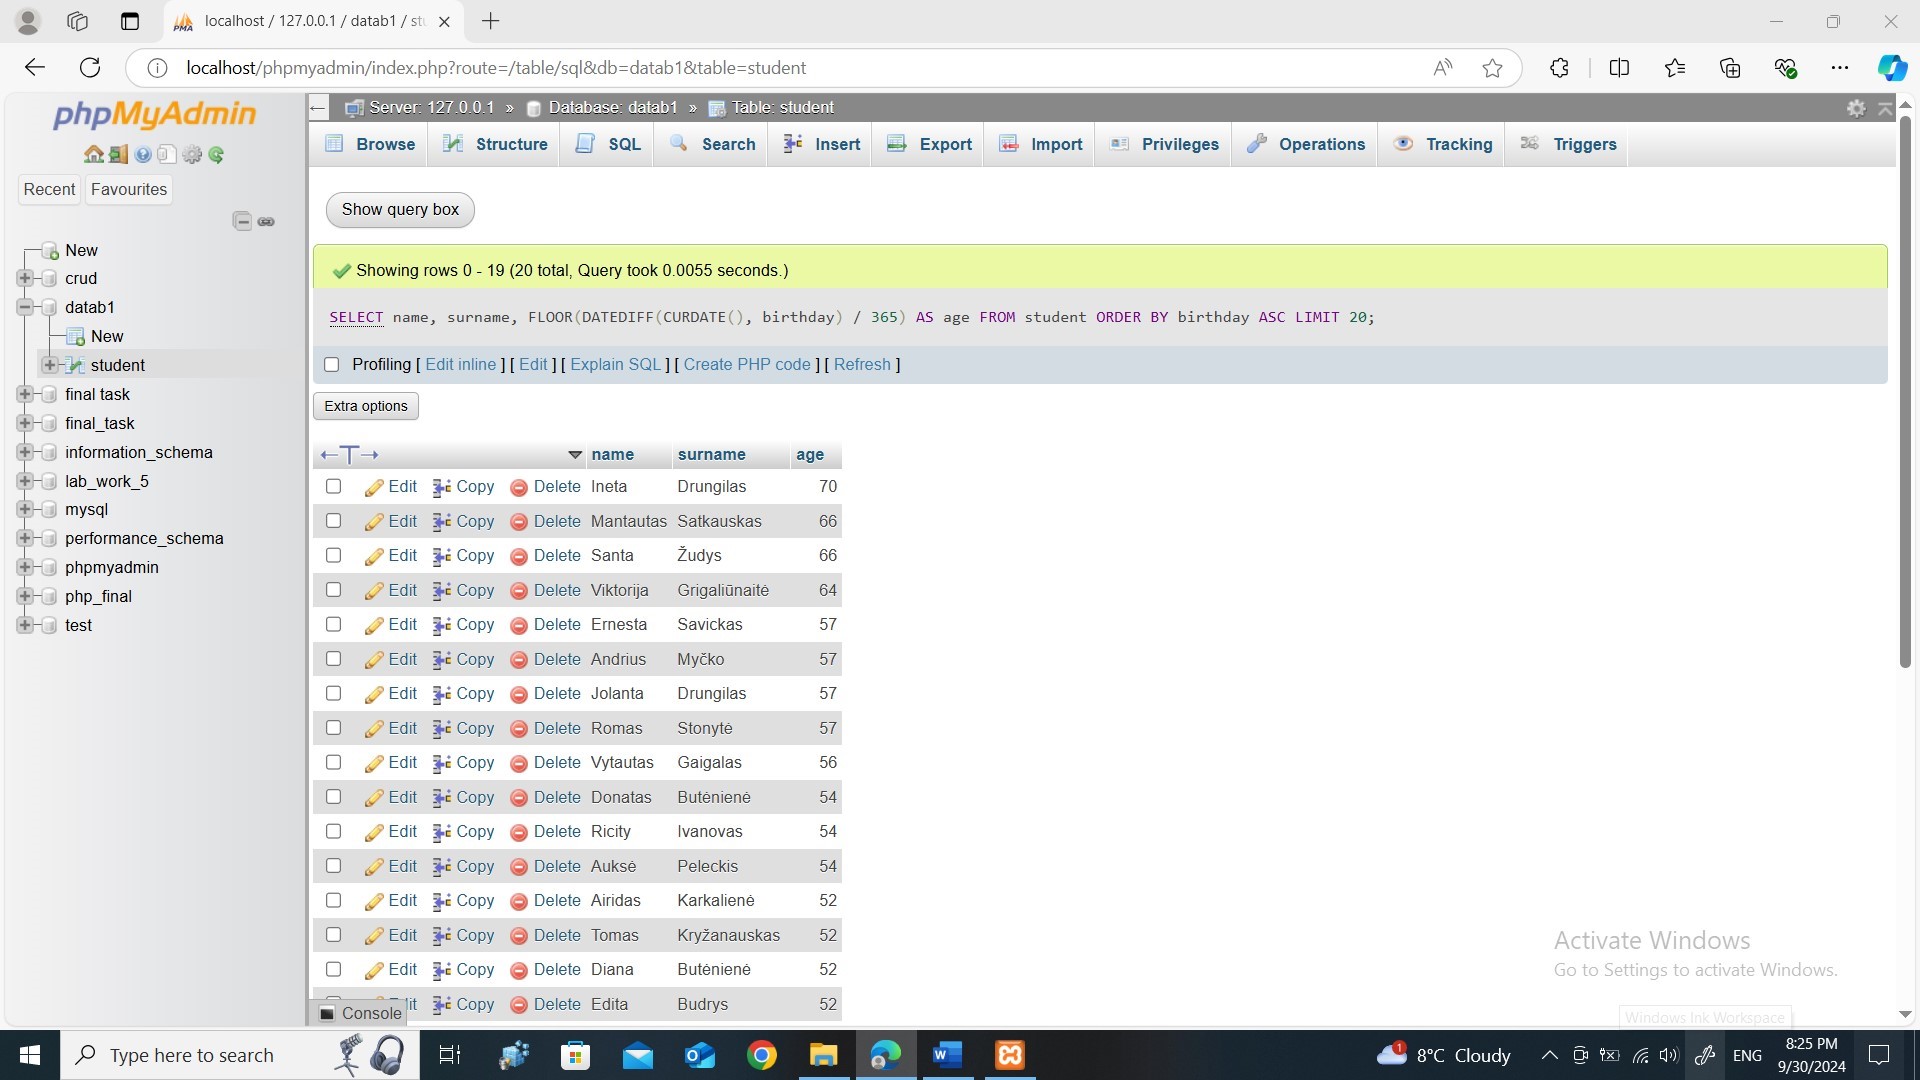 localhost / 127.0.0.1 / datab1 / stu
localhost/phpmyadmin/index.php?route=/table/sql&db=datab1&table=student
phpMyAdmin
Recent Favourites
New
crud
datab1
New
student
final task
final_task
information_schema
lab_work_5
mysql
performance_schema
phpmyadmin
php_final
test
Server: 127.0.0.1 » Database: datab1 » Table: student
Browse Structure SQL Search Insert Export Import Privileges Operations Tracking Triggers
Show query box
Showing rows 0 - 19 (20 total, Query took 0.0055 seconds.)
SELECT name, surname, FLOOR(DATEDIFF(CURDATE(), birthday) / 365) AS age FROM student ORDER BY birthday ASC LIMIT 20;
Profiling [ Edit inline ] [ Edit ] [ Explain SQL ] [ Create PHP code ] [ Refresh ]
Extra options
name surname age
Edit Copy Delete Ineta Drungilas 70
Edit Copy Delete Mantautas Satkauskas 66
Edit Copy Delete Santa Žudys 66
Edit Copy Delete Viktorija Grigaliūnaitė 64
Edit Copy Delete Ernesta Savickas 57
Edit Copy Delete Andrius Myčko 57
Edit Copy Delete Jolanta Drungilas 57
Edit Copy Delete Romas Stonytė 57
Edit Copy Delete Vytautas Gaigalas 56
Edit Copy Delete Donatas Butėnienė 54
Edit Copy Delete Ricity Ivanovas 54
Edit Copy Delete Auksė Peleckis 54
Edit Copy Delete Airidas Karkalienė 52
Edit Copy Delete Tomas Kryžanauskas 52
Edit Copy Delete Diana Butėnienė 52
Copy Delete Edita Budrys 52
Console
Activate Windows
Go to Settings to activate Windows.
Windows Ink Workspace
Type here to search
8°C Cloudy
ENG
8:25 PM
9/30/2024